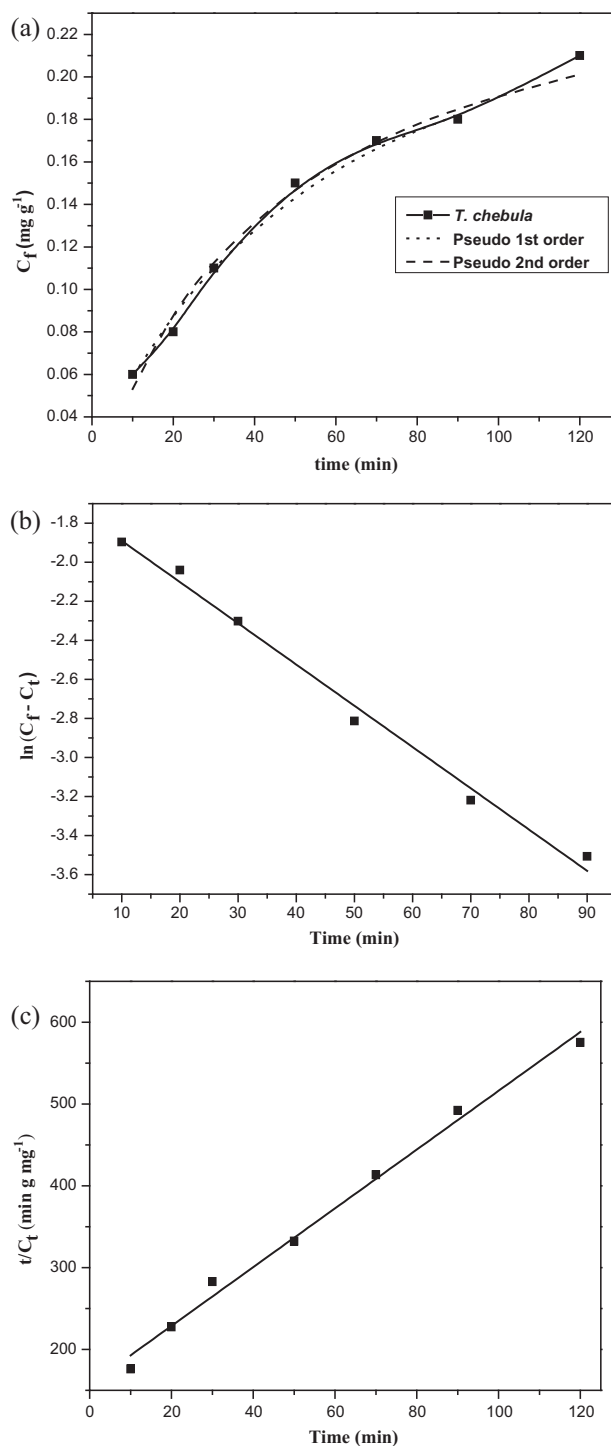 (a)
0.22
0.20
0.18
0.16
0.14
0.12
0.10
0.08
0.06
0.04
C_f (mg g^-1)
T. chebula
Pseudo 1st order
Pseudo 2nd order
0 20 40 60 80 100 120
time (min)
(b)
-1.8
-2.0
-2.2
-2.4
-2.6
-2.8
-3.0
-3.2
-3.4
-3.6
ln (C_f - C_t)
10 20 30 40 50 60 70 80 90
Time (min)
(c)
600
500
400
300
200
t/C_t (min g mg^-1)
0 20 40 60 80 100 120
Time (min)